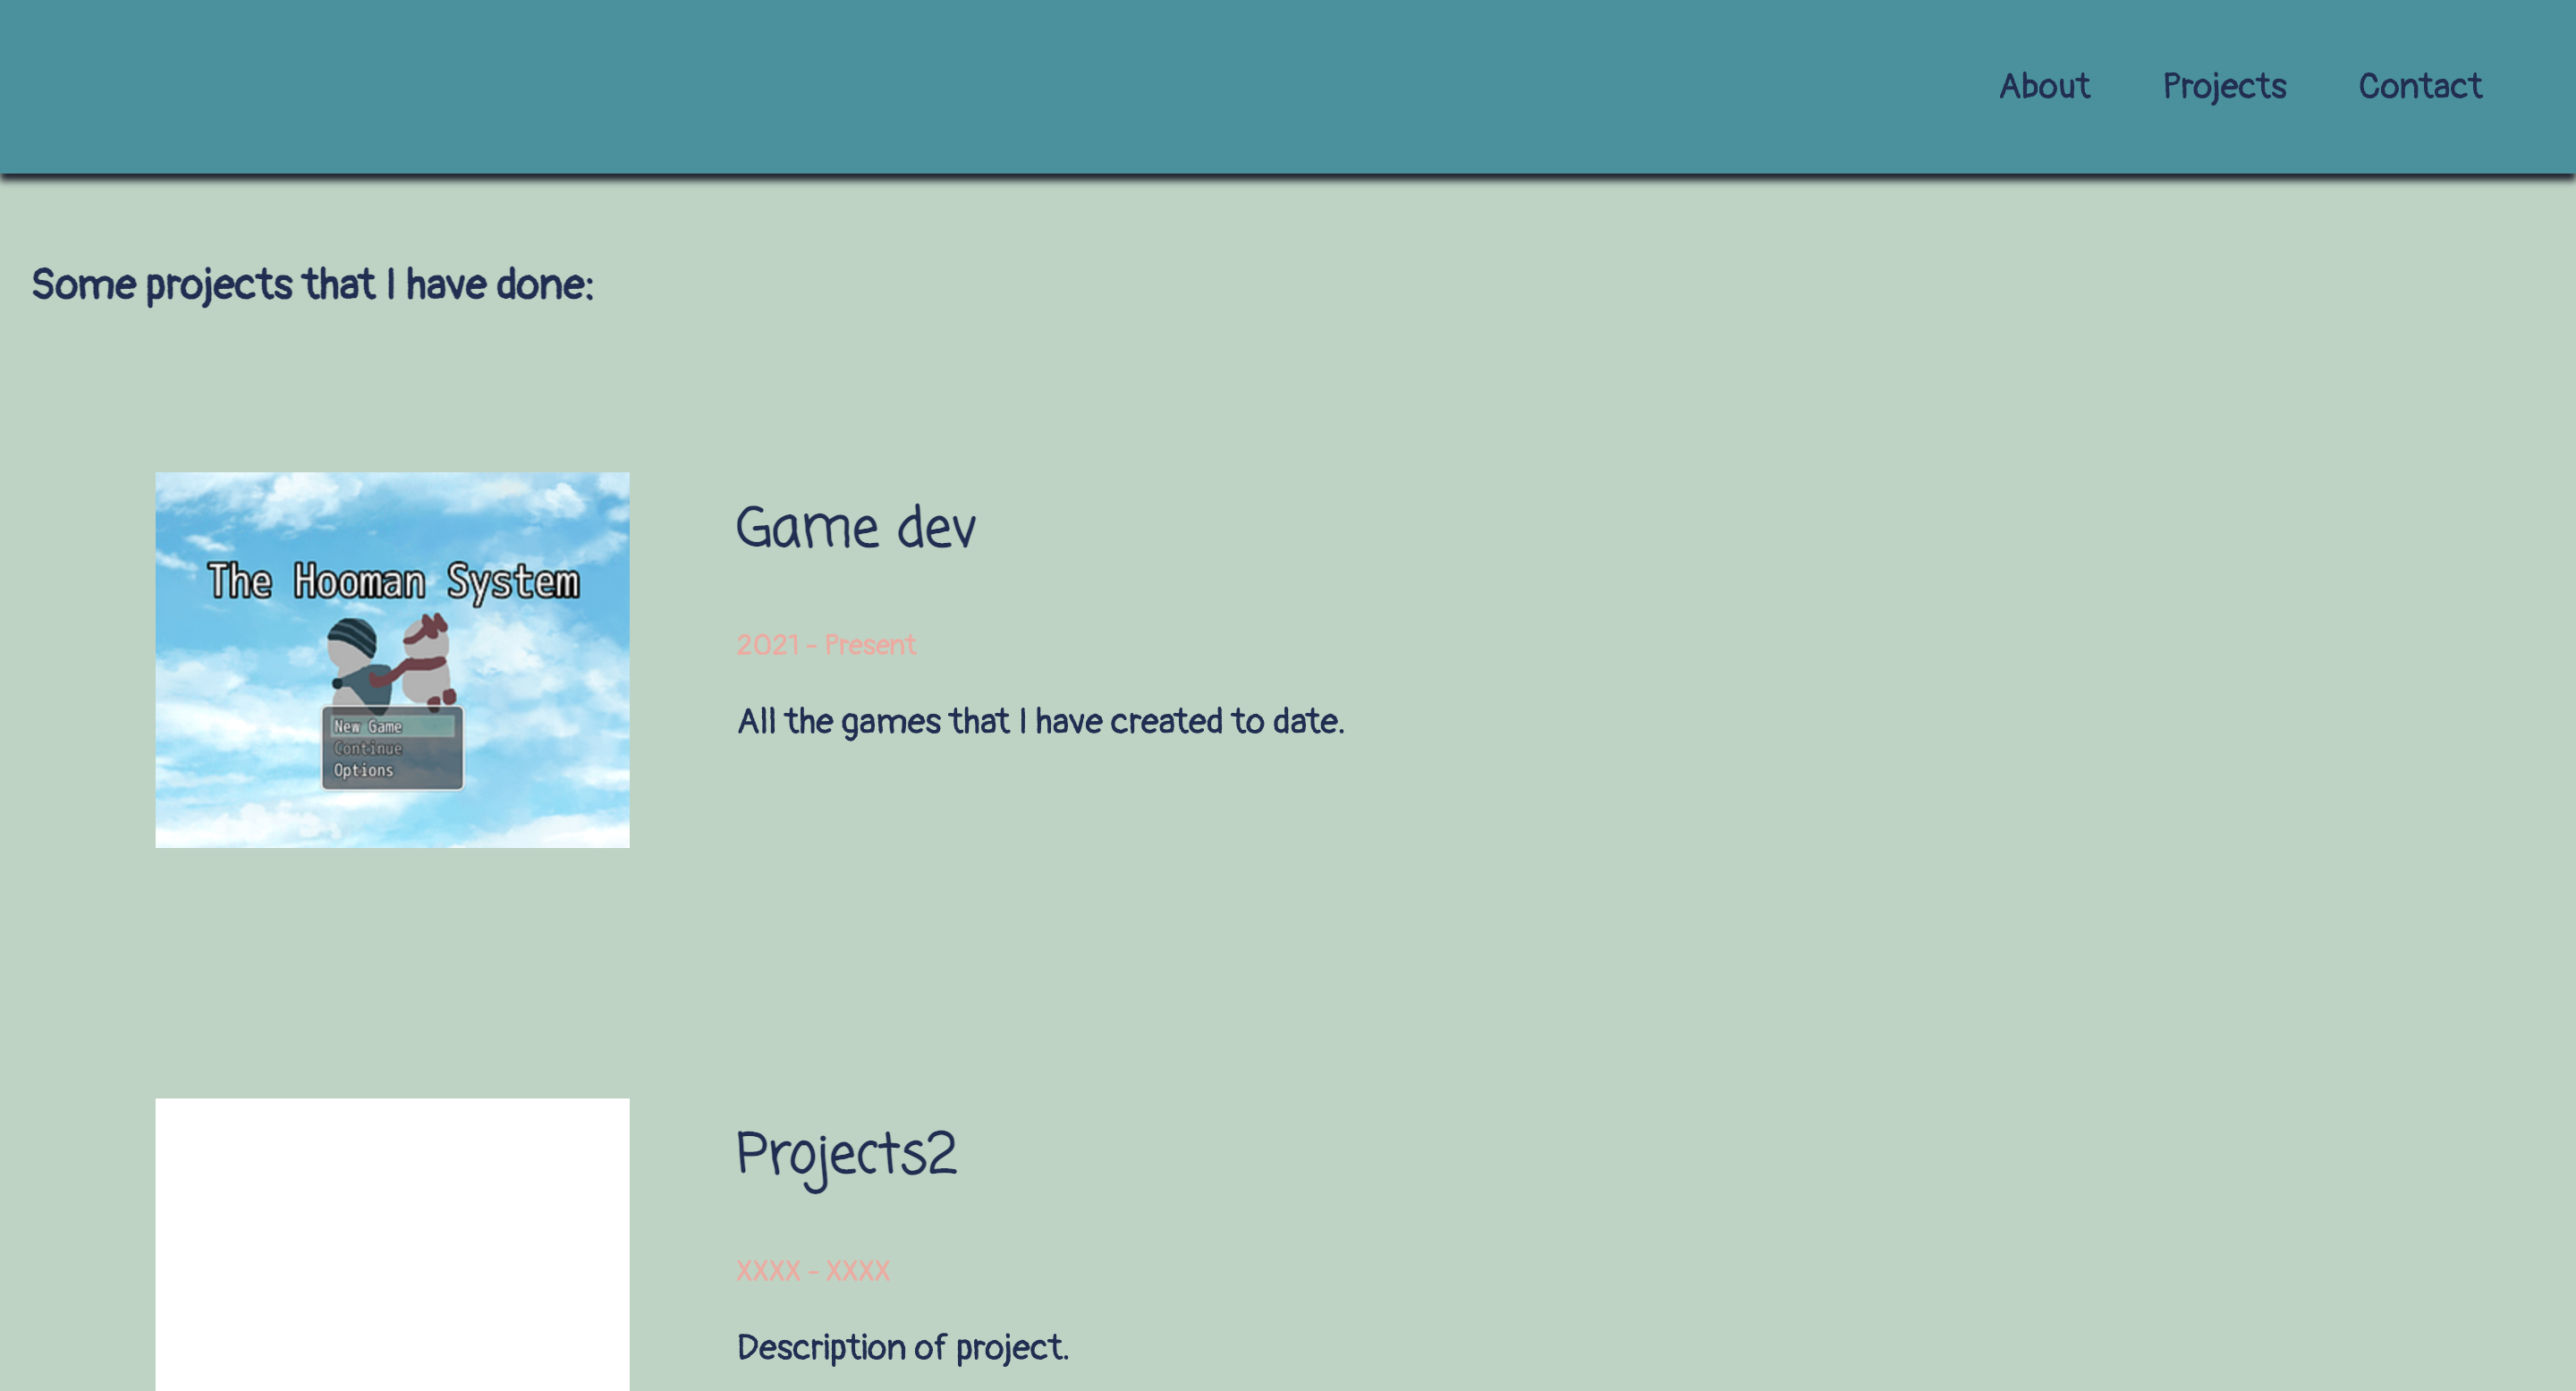 About Projects Contact
Some projects that I have done:
The Hooman System
New Game
Continue
Options
Game dev
2021 - Present
All the games that I have created to date.
Projects2
XXXX - XXXX
Description of project.